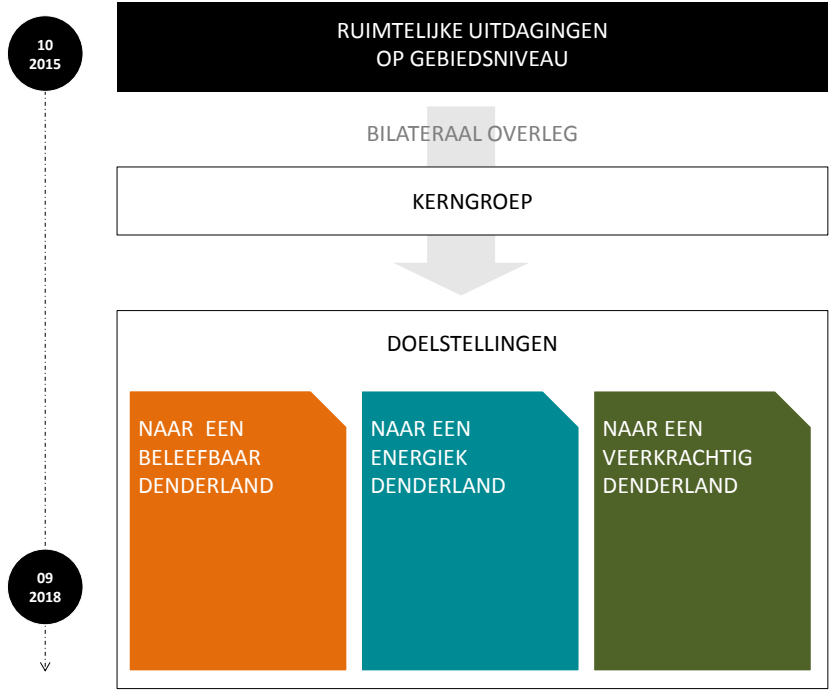 10
2015
RUIMTELIJKE UITDAGINGEN
OP GEBIEDSNIVEAU
BILATERAAL OVERLEG
KERNGROEP
DOELSTELLINGEN
NAAR EEN
BELEEFBAAR
DENDERLAND
NAAR EEN
ENERGIEK
DENDERLAND
NAAR EEN
VEERKRACHTIG
DENDERLAND
09
2018